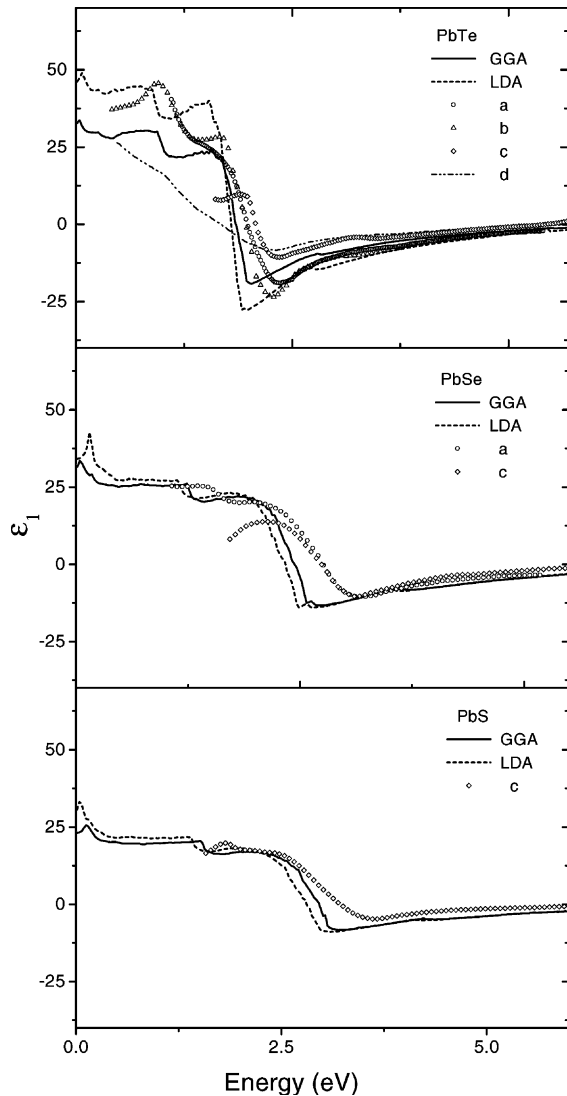 PbTe
GGA
LDA
a
b
c
d
50
25
0
-25
PbSe
GGA
LDA
a
c
50
25
0
-25
ε1
PbS
GGA
LDA
c
50
25
0
-25
0.0 2.5 5.0
Energy (eV)